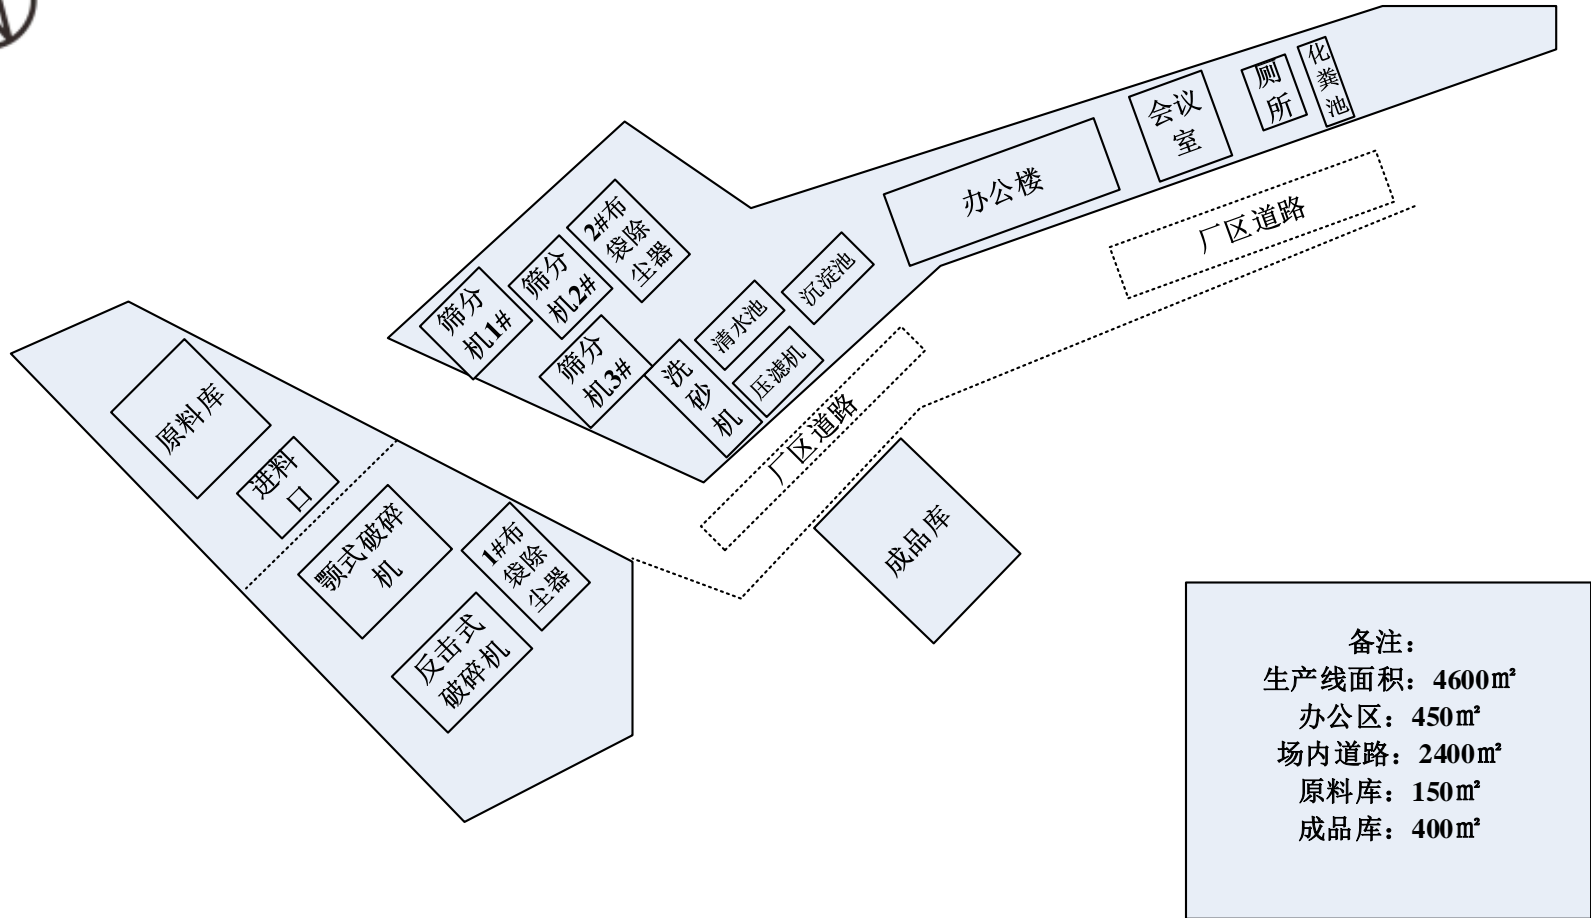 化
粪
池
厕
所
会议
室
办公楼
厂区道路
2#布
袋除
尘器
筛分
机2#
筛分
机1#
筛分
机3#
沉淀池
清水池
压滤机
洗
砂
机
厂区道路
原料库
进料
口
颚式破碎
机
1#布
袋除
尘器
反击式
破碎机
成品库
备注：
生产线面积：4600㎡
办公区：450㎡
场内道路：2400㎡
原料库：150㎡
成品库：400㎡